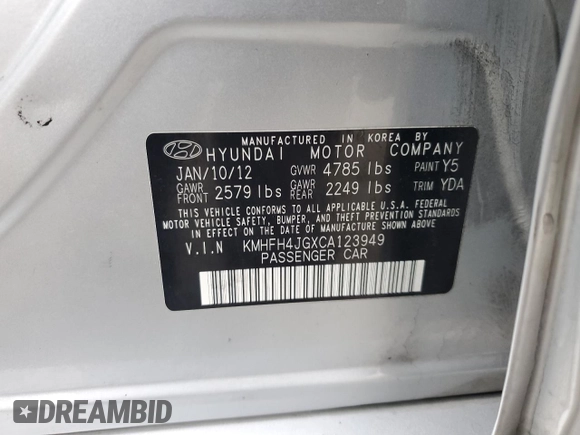 MANUFACTURED IN KOREA BY
HYUNDAI MOTOR COMPANY
JAN/10/12 GVWR 4785 lbs PAINT Y5
GAWR FRONT 2579 lbs GAWR REAR 2249 lbs TRIM YDA
THIS VEHICLE CONFORMS TO ALL APPLICABLE U.S.A. FEDERAL
MOTOR VEHICLE SAFETY, BUMPER, AND THEFT PREVENTION STANDARDS
IN EFFECT ON THE DATE OF MANUFACTURE SHOWN ABOVE.
V.I.N KMHFH4JGXCA123949
PASSENGER CAR
#DREAMBID